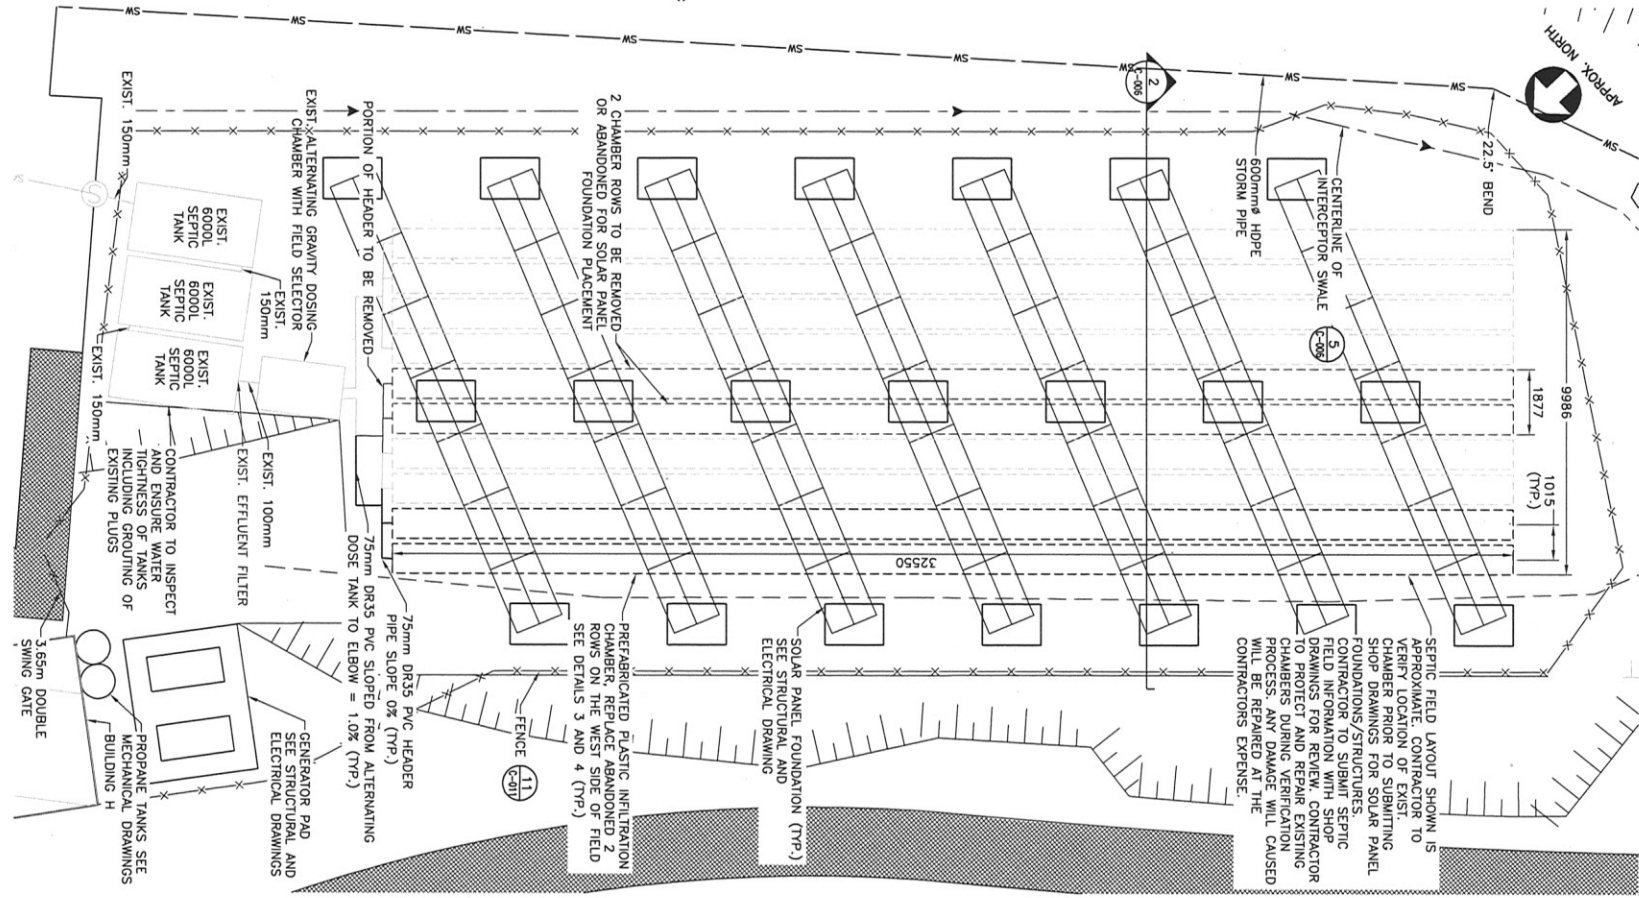 APPROX. NORTH
SW
SW
SW
SW
SW
SW
SW
SW
SW
SW
2
C-006
22.5° BEND
600mmø HDPE
STORM PIPE
CENTERLINE OF
INTERCEPTOR SWALE
5
C-006
9986
1877
1015
(TYP.)
32550
2 CHAMBER ROWS TO BE REMOVED
OR ABANDONED FOR SOLAR PANEL
FOUNDATION PLACEMENT
PORTION OF HEADER TO BE REMOVED
EXIST. ALTERNATING GRAVITY DOSING
CHAMBER WITH FIELD SELECTOR
EXIST. 150mm
S
EXIST.
6000L
SEPTIC
TANK
EXIST.
6000L
SEPTIC
TANK
EXIST.
6000L
SEPTIC
TANK
EXIST.
150mm
EXIST. 150mm
EXIST. 100mm
EXIST. EFFLUENT FILTER
CONTRACTOR TO INSPECT
AND ENSURE WATER
TIGHTNESS OF TANKS
INCLUDING GROUTING OF
EXISTING PLUGS
75mm DR35 PVC HEADER
PIPE SLOPE 0% (TYP.)
75mm DR35 PVC SLOPED FROM ALTERNATING
DOSE TANK TO ELBOW = 1.0% (TYP.)
SEPTIC FIELD LAYOUT SHOWN IS
APPROXIMATE. CONTRACTOR TO
VERIFY LOCATION OF EXIST.
CHAMBER PRIOR TO SUBMITTING
SHOP DRAWINGS FOR SOLAR PANEL
FOUNDATIONS/STRUCTURES.
CONTRACTOR TO SUBMIT SEPTIC
FIELD INFORMATION WITH SHOP
DRAWINGS FOR REVIEW. CONTRACTOR
TO PROTECT AND REPAIR EXISTING
CHAMBERS DURING VERIFICATION
PROCESS. ANY DAMAGE WILL CAUSED
WILL BE REPAIRED AT THE
CONTRACTORS EXPENSE.
SOLAR PANEL FOUNDATION (TYP.)
SEE STRUCTURAL AND
ELECTRICAL DRAWING
PREFABRICATED PLASTIC INFILTRATION
CHAMBER, REPLACE ABANDONED 2
ROWS ON THE WEST SIDE OF FIELD
SEE DETAILS 3 AND 4 (TYP.)
FENCE
11
C-011
GENERATOR PAD
SEE STRUCTURAL AND
ELECTRICAL DRAWINGS
PROPANE TANKS SEE
MECHANICAL DRAWINGS
BUILDING H
3.65m DOUBLE
SWING GATE